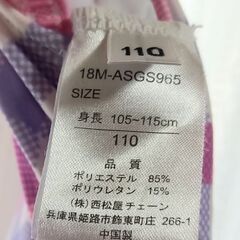 110
18M-ASGS965
SIZE
身長 105~115cm
110
品質
ポリエステル 85%
ポリウレタン 15%
(株)西松屋チェーン
兵庫県姫路市飾東町庄 266-1
中国製